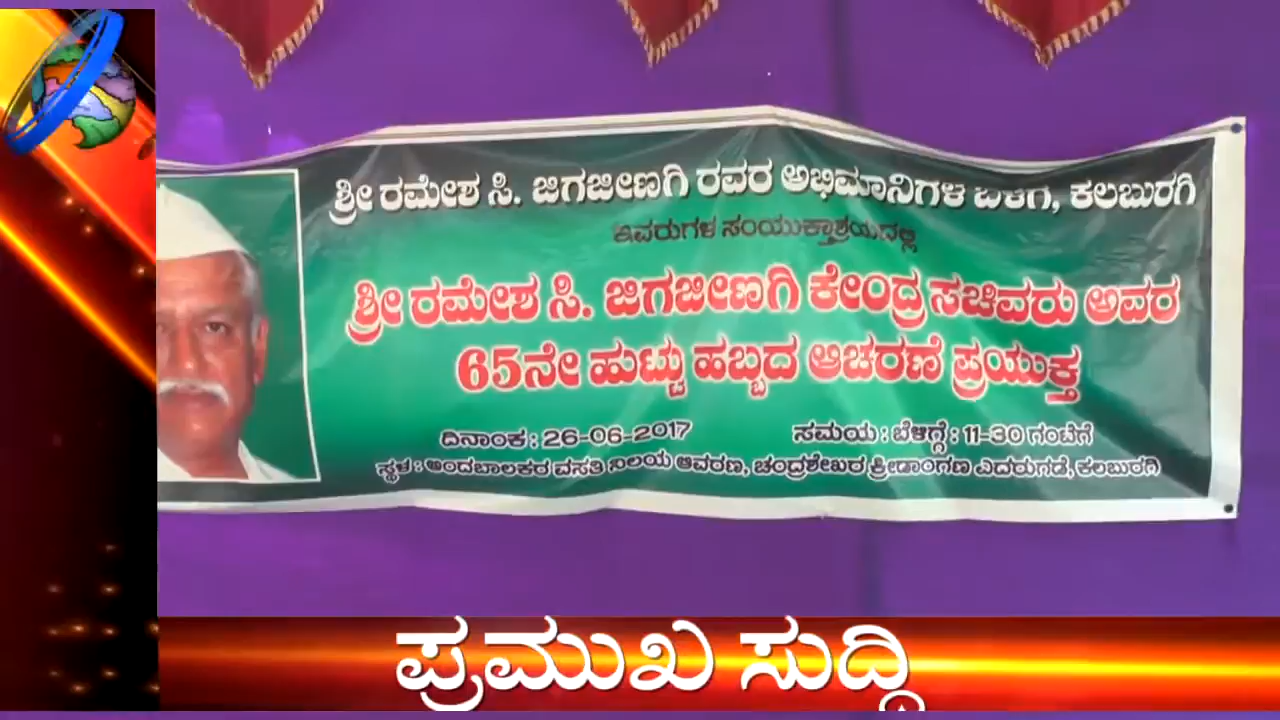 ಶ್ರೀ ರಮೇಶ ಸಿ. ಜಿಗಜೀಣಗಿ ರವರ ಅಭಿಮಾನಿಗಳ ಬಳಗ, ಕಲಬುರಗಿ
ಇವರುಗಳ ಸಂಯುಕ್ತಾಶ್ರಯದಲ್ಲಿ
ಶ್ರೀ ರಮೇಶ ಸಿ. ಜಿಗಜೀಣಗಿ ಕೇಂದ್ರ ಸಚಿವರು ಅವರ
65ನೇ ಹುಟ್ಟು ಹಬ್ಬದ ಆಚರಣೆ ಪ್ರಯುಕ್ತ
ದಿನಾಂಕ : 26-06-2017 ಸಮಯ : ಬೆಳಿಗ್ಗೆ : 11-30 ಗಂಟೆಗೆ
ಸ್ಥಳ : ಅಂದಬಾಲಕರ ವಸತಿ ನಿಲಯ ಆವರಣ, ಚಂದ್ರಶೇಖರ ಕ್ರೀಡಾಂಗಣ ಎದುರುಗಡೆ, ಕಲಬುರಗಿ
ಪ್ರಮುಖ ಸುದ್ದಿ